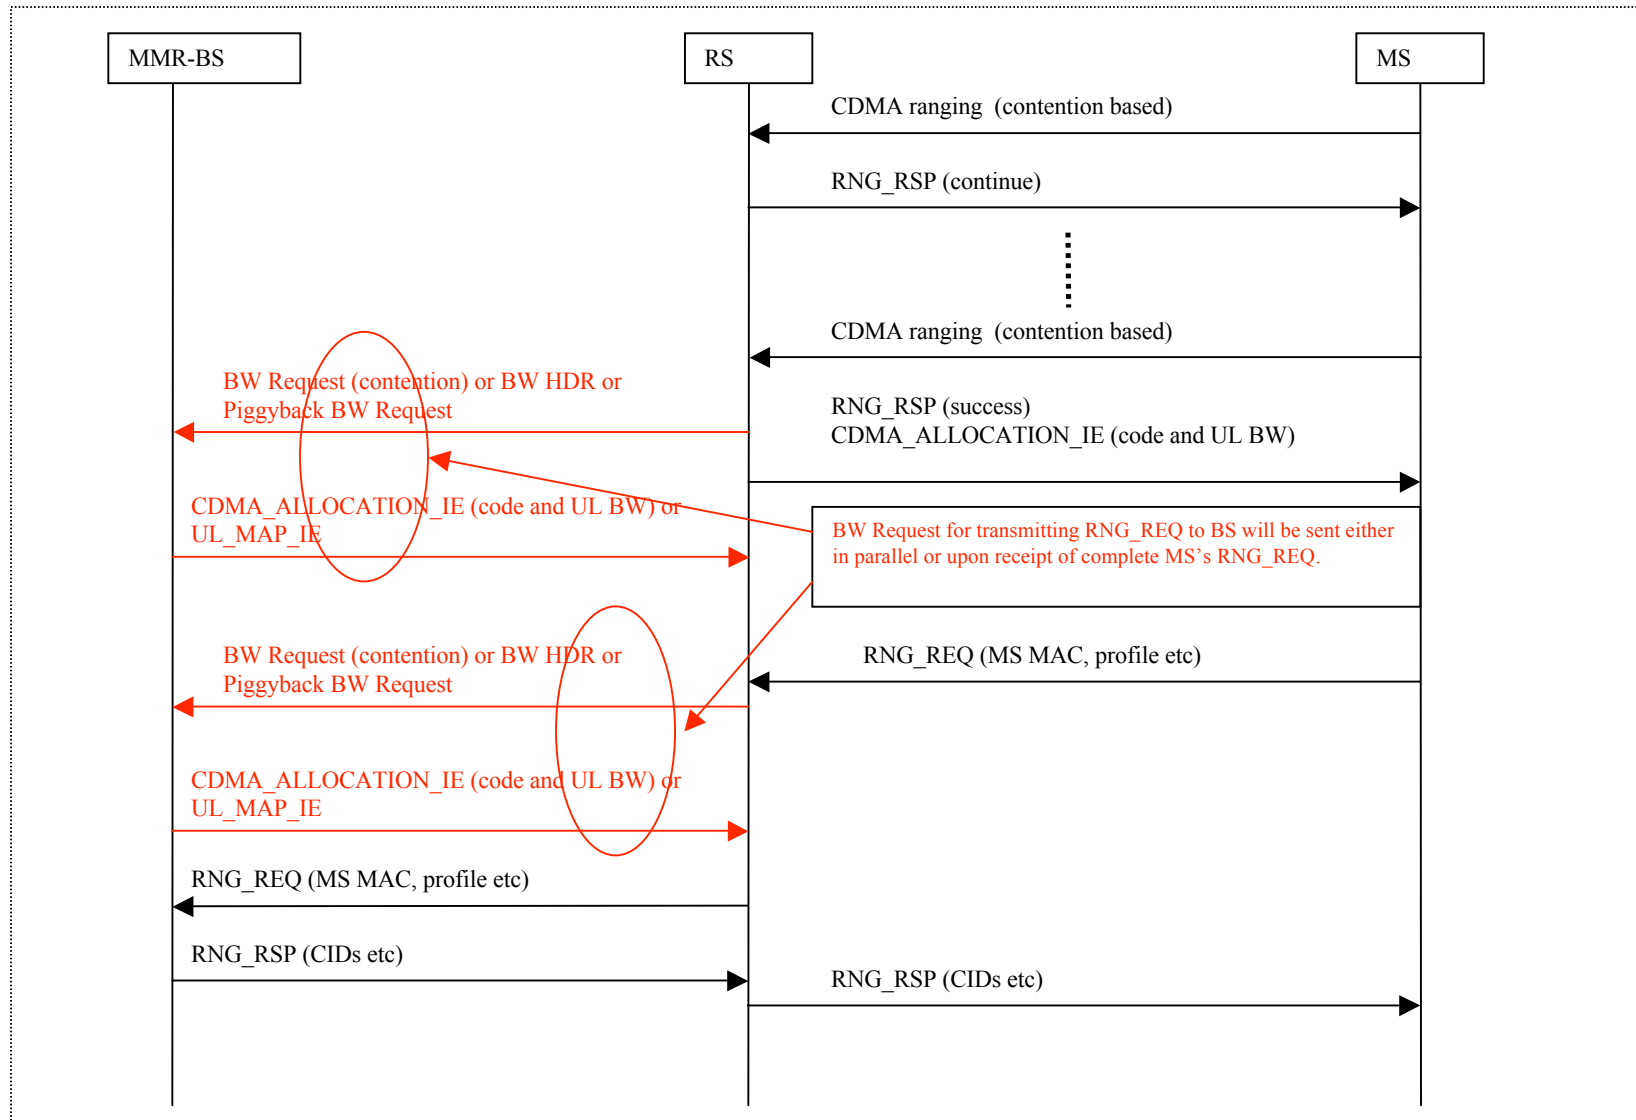 MMR-BS
RS
MS
CDMA ranging  (contention based)
RNG_RSP (continue)
CDMA ranging  (contention based)
BW Request (contention) or BW HDR or
Piggyback BW Request
RNG_RSP (success)
CDMA_ALLOCATION_IE (code and UL BW)
CDMA_ALLOCATION_IE (code and UL BW) or
UL_MAP_IE
BW Request for transmitting RNG_REQ to BS will be sent either
in parallel or upon receipt of complete MS’s RNG_REQ.
BW Request (contention) or BW HDR or
Piggyback BW Request
RNG_REQ (MS MAC, profile etc)
CDMA_ALLOCATION_IE (code and UL BW) or
UL_MAP_IE
RNG_REQ (MS MAC, profile etc)
RNG_RSP (CIDs etc)
RNG_RSP (CIDs etc)